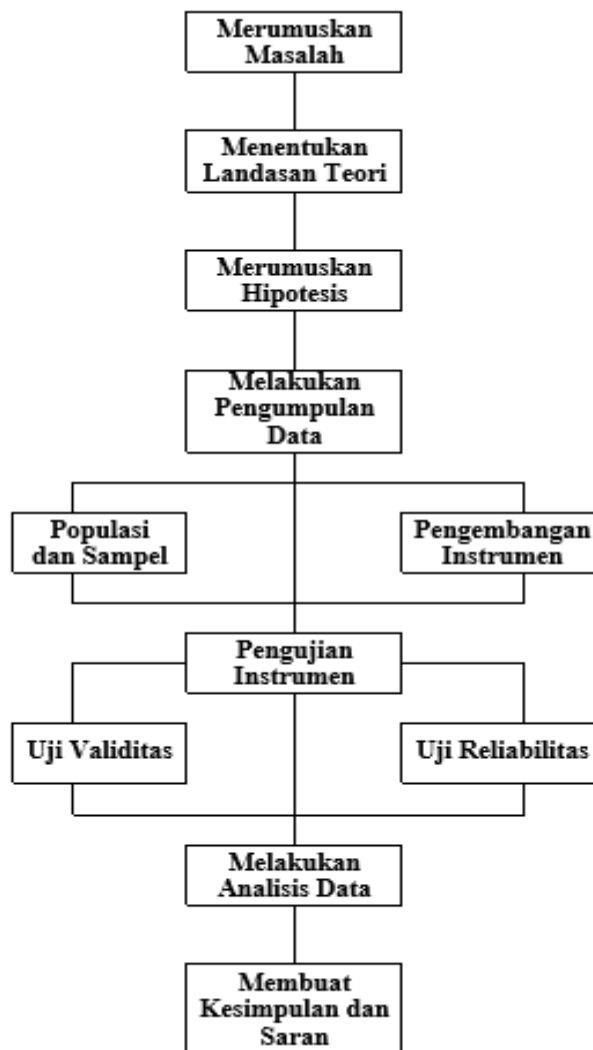 Merumuskan
Masalah
Menentukan
Landasan Teori
Merumuskan
Hipotesis
Melakukan
Pengumpulan
Data
Populasi
dan Sampel
Pengembangan
Instrumen
Pengujian
Instrumen
Uji Validitas
Uji Reliabilitas
Melakukan
Analisis Data
Membuat
Kesimpulan dan
Saran